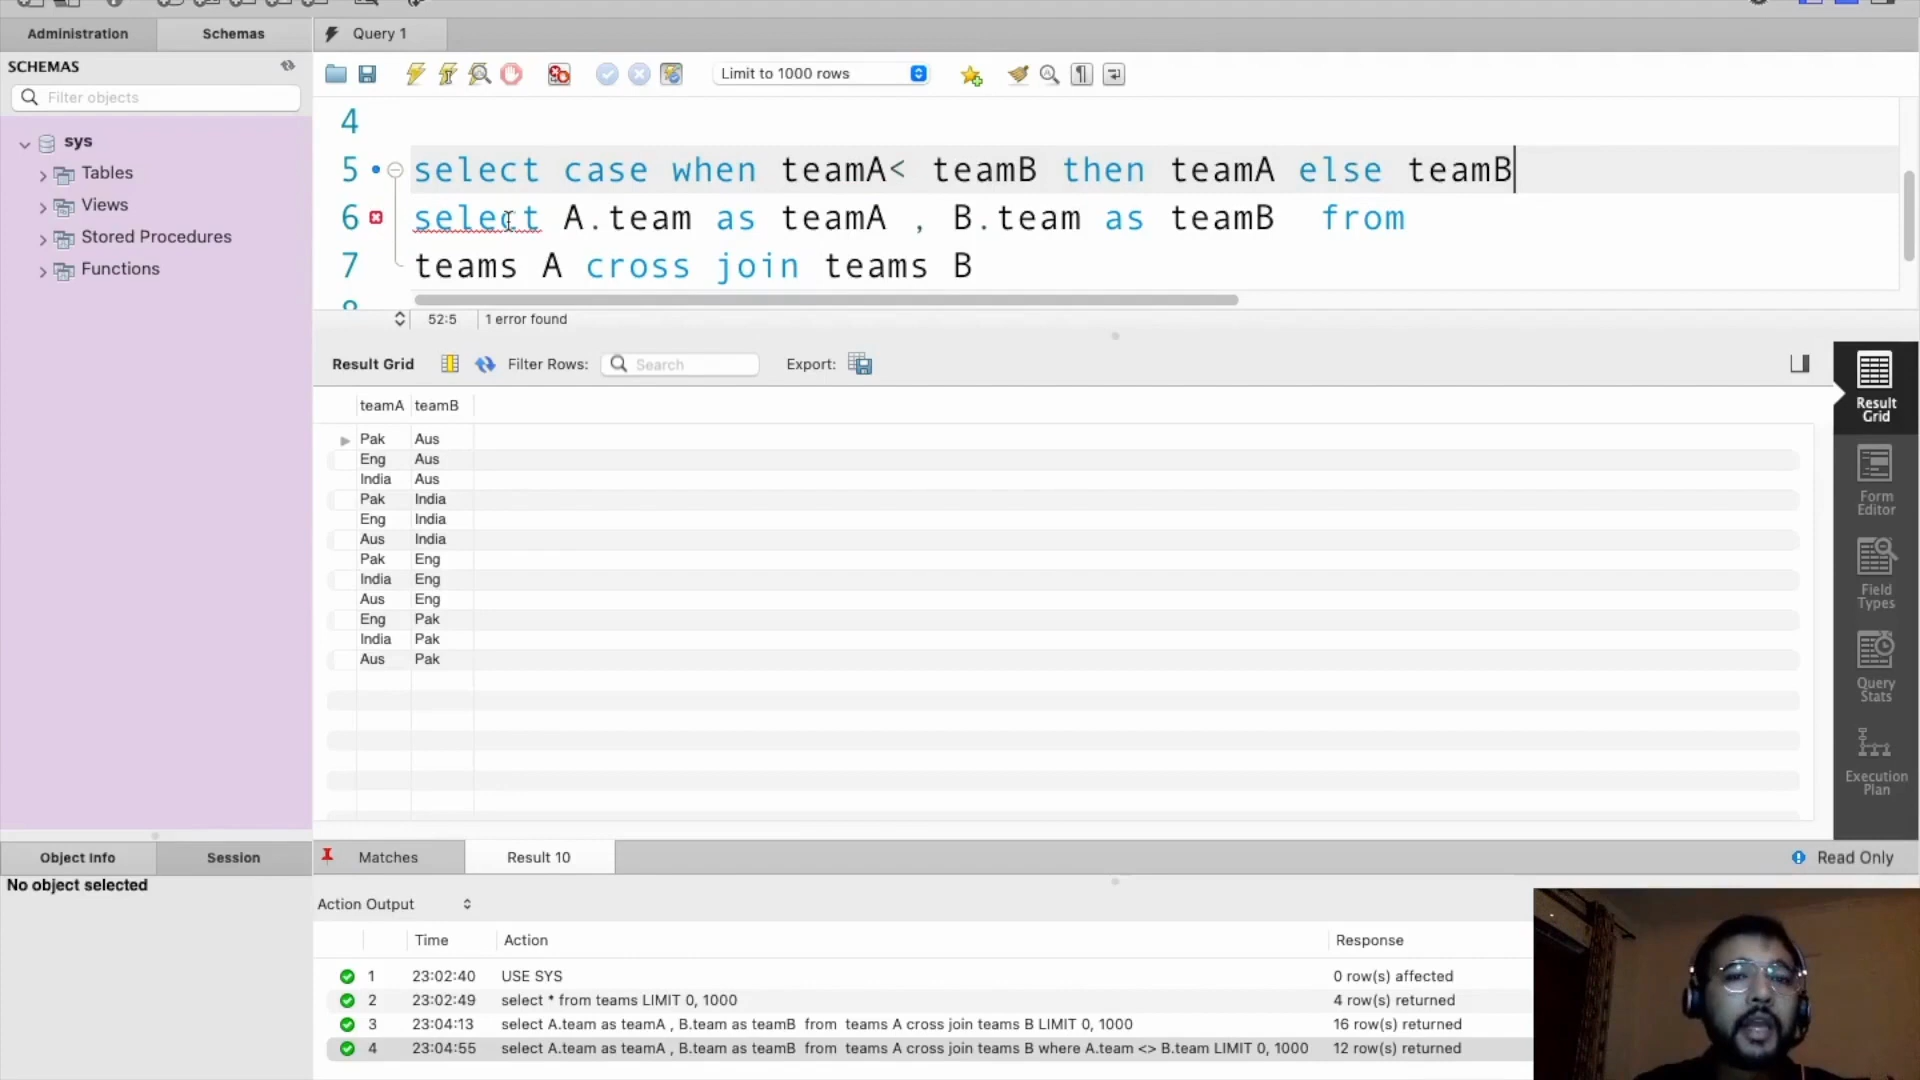 Administration
Schemas
Query 1
SCHEMAS
Filter objects
Limit to 1000 rows
sys
Tables
Views
Stored Procedures
Functions
4
5 select case when teamA< teamB then teamA else teamB
6 select A.team as teamA , B.team as teamB from
7 teams A cross join teams B
52:5 1 error found
Result Grid
Filter Rows:
Search
Export:
teamA teamB
Pak Aus
Eng Aus
India Aus
Pak India
Eng India
Aus India
Pak Eng
India Eng
Aus Eng
Eng Pak
India Pak
Aus Pak
Result
Grid
Form
Editor
Field
Types
Query
Stats
Execution
Plan
Object Info
Session
No object selected
Matches
Result 10
Read Only
Action Output
Time Action Response
1 23:02:40 USE SYS 0 row(s) affected
2 23:02:49 select * from teams LIMIT 0, 1000 4 row(s) returned
3 23:04:13 select A.team as teamA , B.team as teamB from teams A cross join teams B LIMIT 0, 1000 16 row(s) returned
4 23:04:55 select A.team as teamA , B.team as teamB from teams A cross join teams B where A.team <> B.team LIMIT 0, 1000 12 row(s) returned